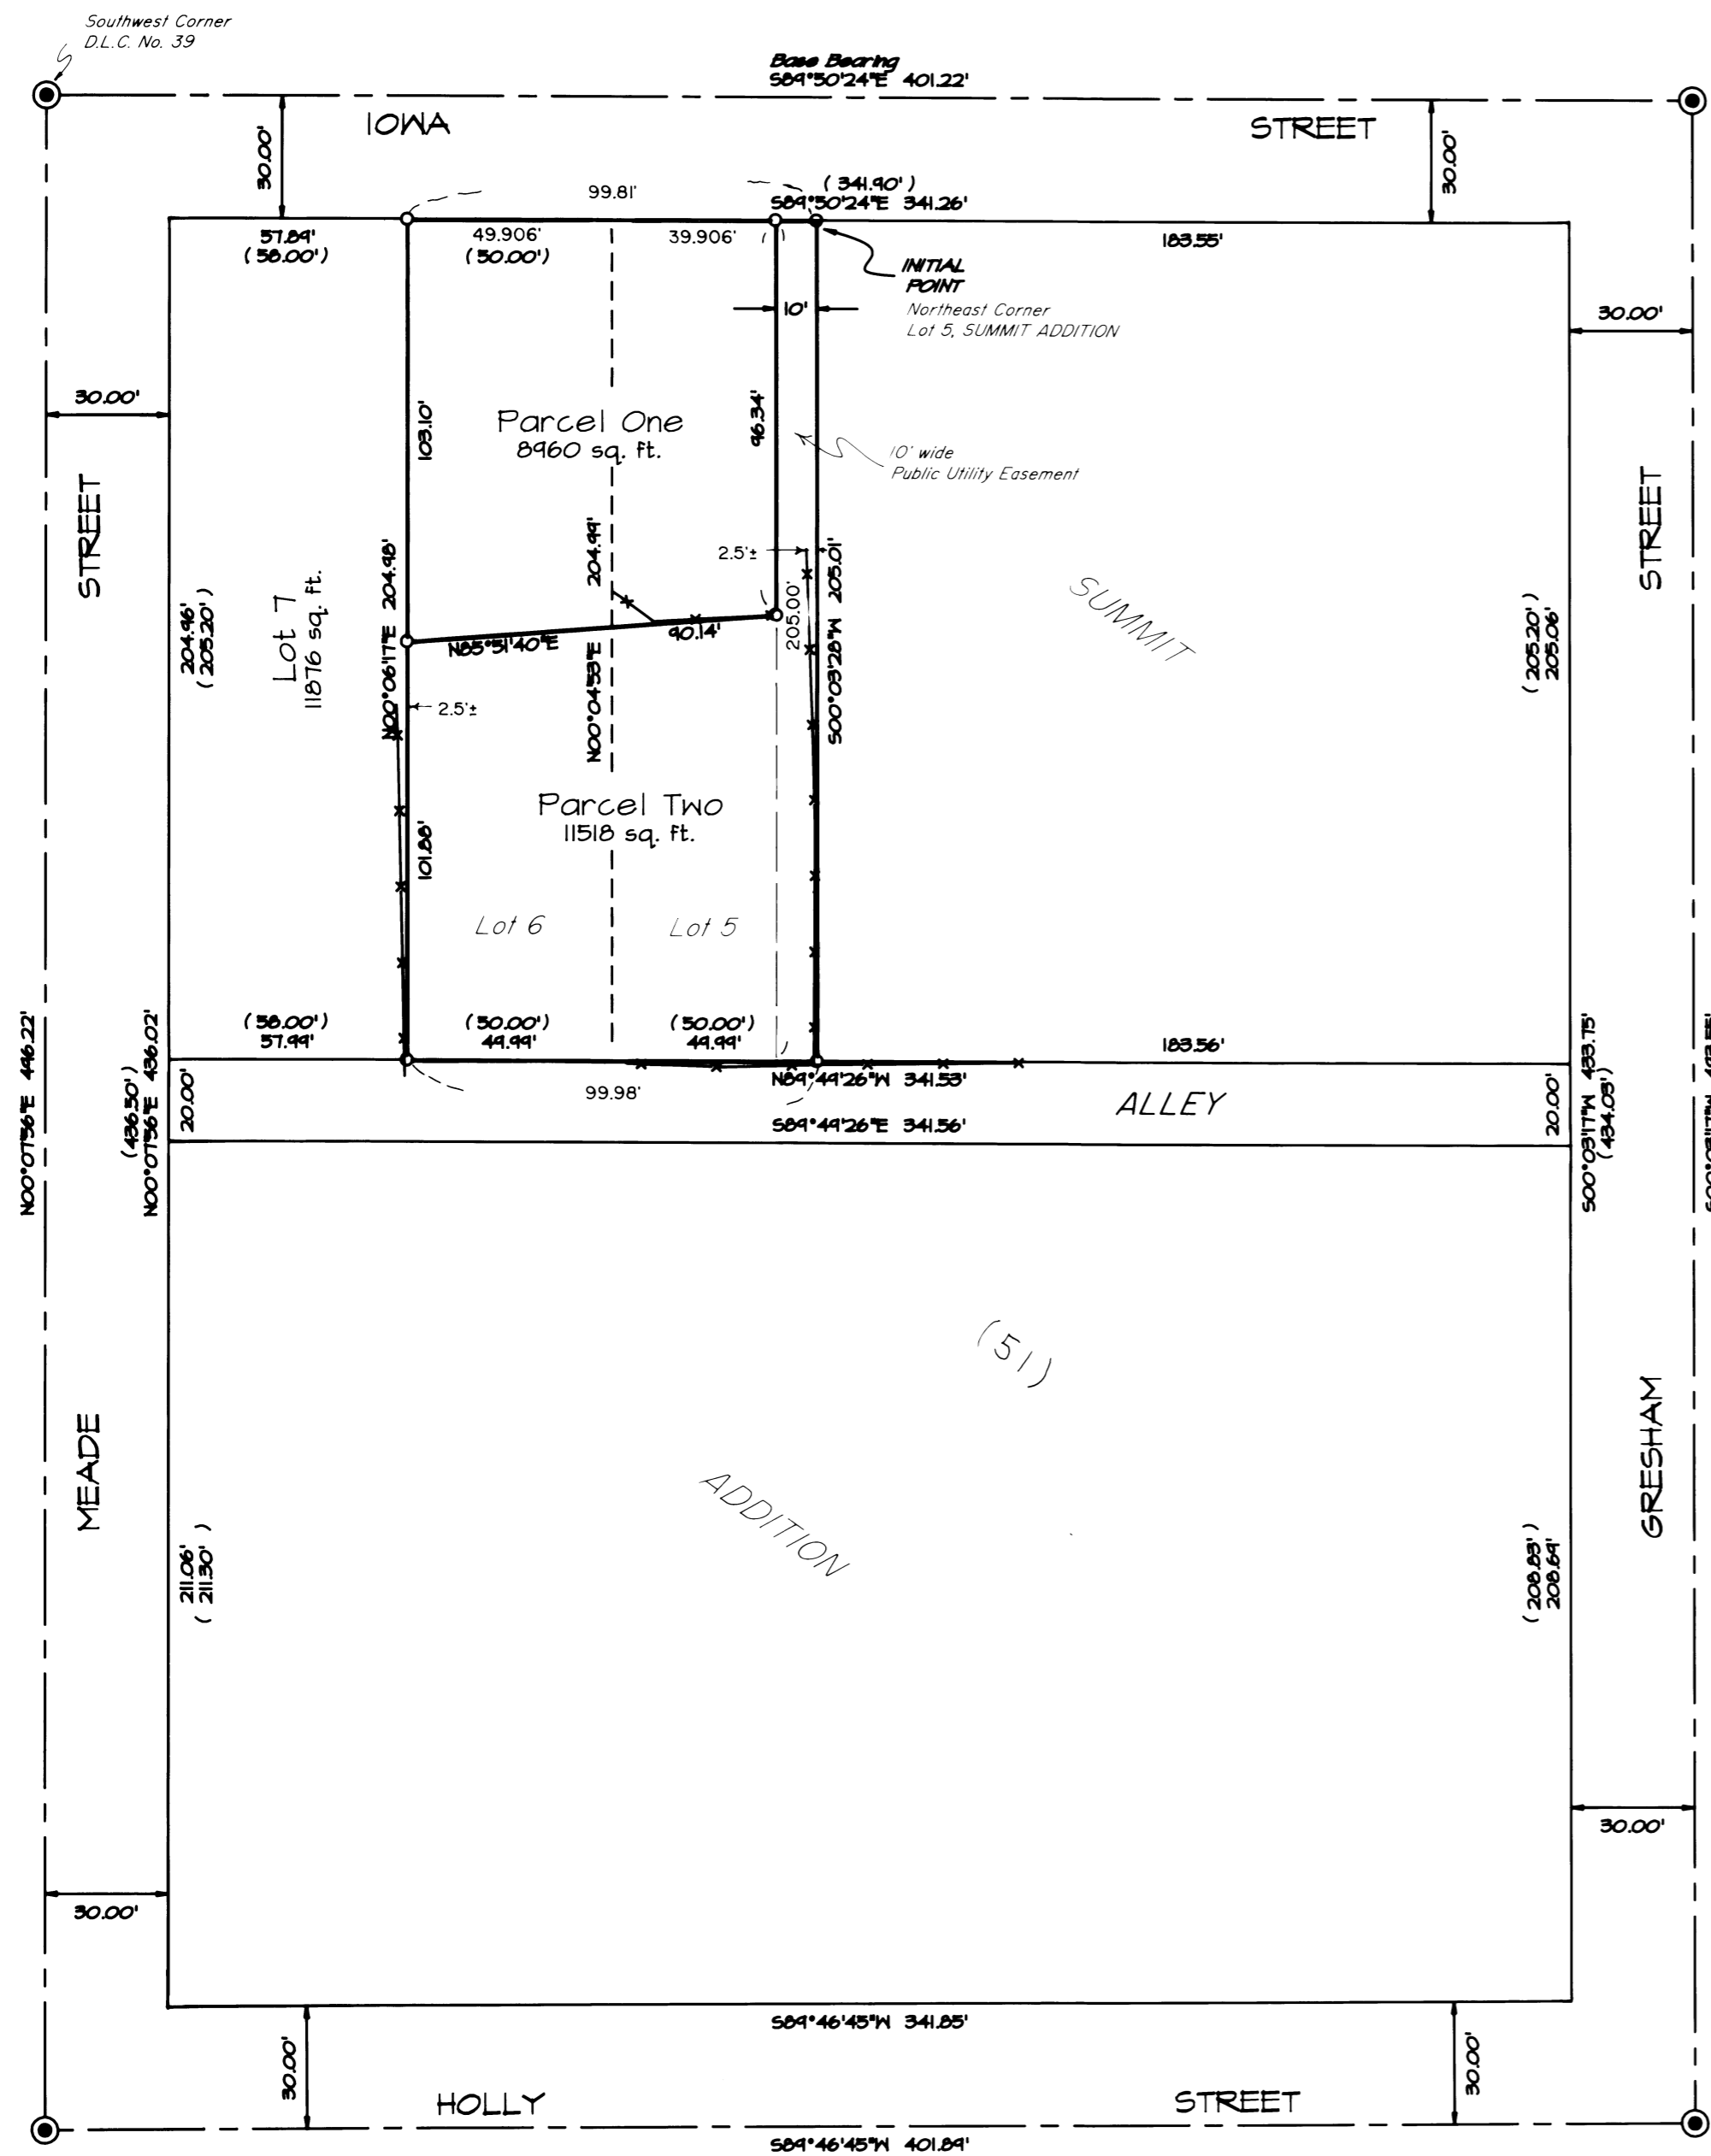 Southwest Corner
D.L.C. No. 39
Base Bearing
S89°50'24"E 401.22'
IOWA
STREET
30.00'
30.00'
99.81'
( 341.90' )
S89°50'24"E 341.26'
57.89'
( 58.00' )
49.906'
( 50.00' )
39.906'
183.55'
INITIAL
POINT
Northeast Corner
Lot 5, SUMMIT ADDITION
10'
30.00'
30.00'
Parcel One
8960 sq. ft.
103.10'
96.34'
10' wide
Public Utility Easement
STREET
STREET
204.96'
( 205.20' )
Lot 7
11876 sq. ft.
N00°06'17"E 204.98'
N00°04'53"E 204.99'
2.5'±
205.00'
S00°03'28"W 205.01'
SUMMIT
( 205.20' )
205.06'
N85°51'40"E
90.14'
2.5'±
Parcel Two
11518 sq. ft.
101.88'
Lot 6
Lot 5
( 58.00' )
57.99'
( 50.00' )
49.99'
( 50.00' )
49.99'
183.56'
N89°49'26"W 341.53'
99.98'
ALLEY
S89°49'26"E 341.56'
20.00'
20.00'
( 436.50' )
N00°07'56"E 436.02'
S00°03'17"W 433.75'
( 434.03' )
(51)
ADDITION
MEADE
GRESHAM
211.06'
( 211.30' )
( 208.83' )
208.69'
30.00'
30.00'
S89°46'45"W 341.85'
30.00'
30.00'
HOLLY
STREET
S89°46'45"W 401.89'